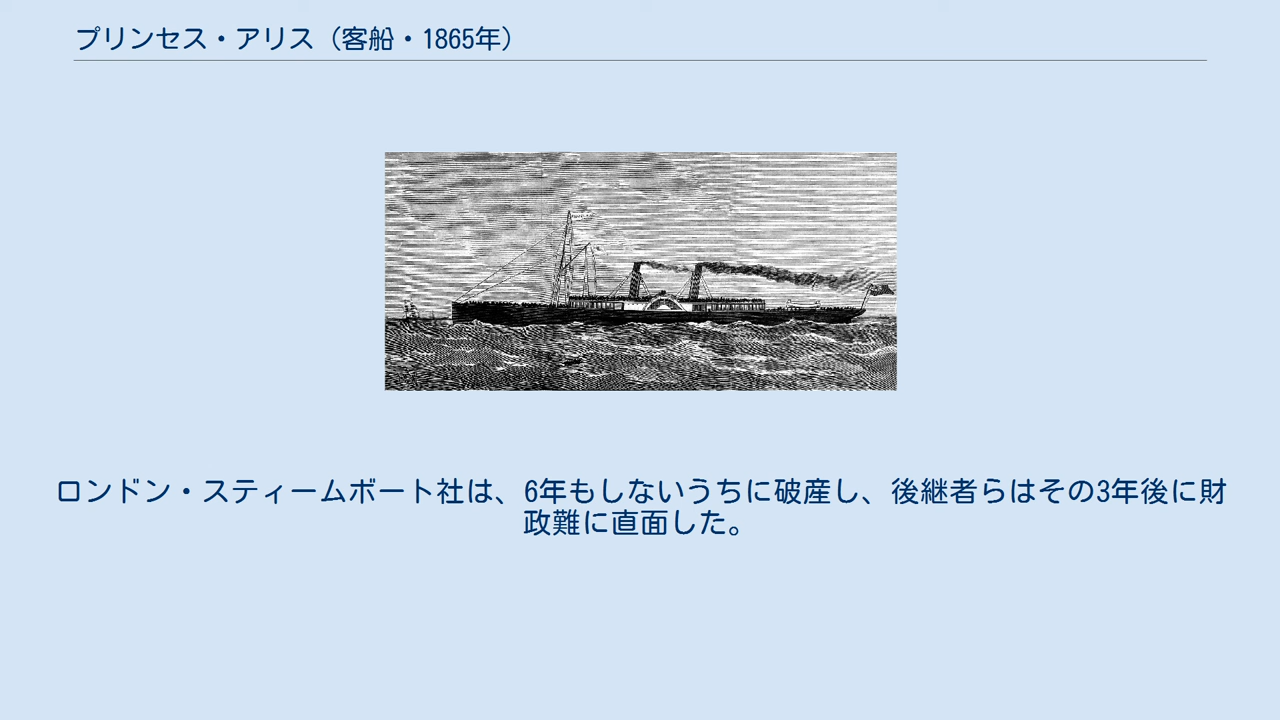 プリンセス・アリス（客船・1865年）
ロンドン・スティームボート社は、6年もしないうちに破産し、後継者らはその3年後に財
政難に直面した。